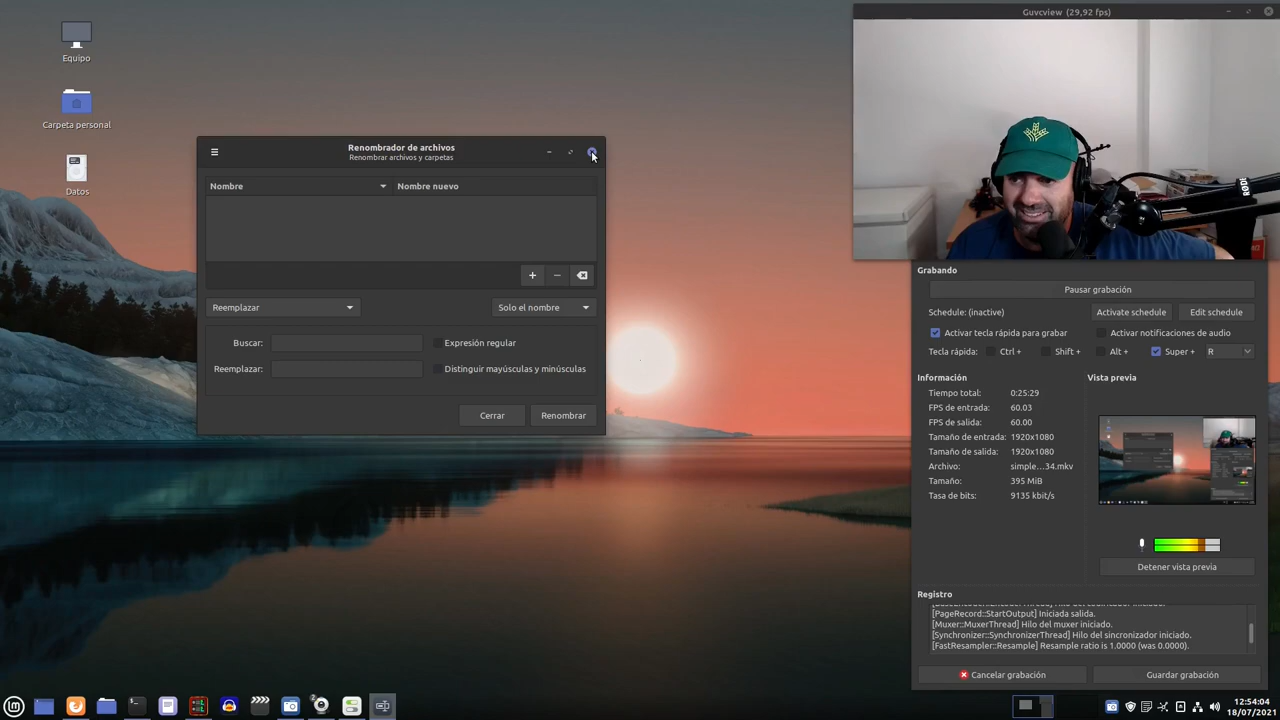 Guvcview (29,92 fps)
Equipo
Carpeta personal
Datos
Renombrador de archivos
Renombrar archivos y carpetas
Nombre
Nombre nuevo
Reemplazar
Solo el nombre
Buscar:
Expresión regular
Reemplazar:
Distinguir mayúsculas y minúsculas
Cerrar
Renombrar
RØDE
Grabando
Pausar grabación
Schedule: (inactive)
Activate schedule
Edit schedule
Activar tecla rápida para grabar
Activar notificaciones de audio
Tecla rápida:
Ctrl +
Shift +
Alt +
Super +
R
Información
Vista previa
Tiempo total: 0:25:29
FPS de entrada: 60.03
FPS de salida: 60.00
Tamaño de entrada: 1920x1080
Tamaño de salida: 1920x1080
Archivo: simple...34.mkv
Tamaño: 395 MiB
Tasa de bits: 9135 kbit/s
Detener vista previa
Registro
[PageRecord::StartOutput] Iniciada salida.
[Muxer::MuxerThread] Hilo del muxer iniciado.
[Synchronizer::SynchronizerThread] Hilo del sincronizador iniciado.
[FastResampler::Resample] Resample ratio is 1.0000 (was 0.0000).
Cancelar grabación
Guardar grabación
12:54:04
18/07/2021